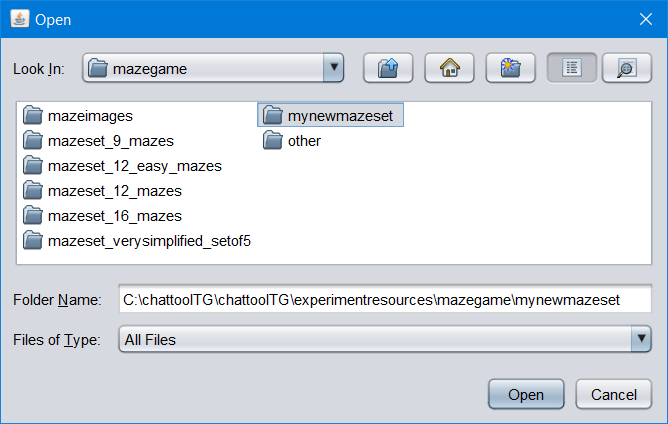 Open
Look In: mazegame
mazeimages
mazeset_9_mazes
mazeset_12_easy_mazes
mazeset_12_mazes
mazeset_16_mazes
mazeset_verysimplified_setof5
mynewmazeset
other
Folder Name: C:\chattoolTG\chattoolTG\experimentresources\mazegame\mynewmazeset
Files of Type: All Files
Open Cancel